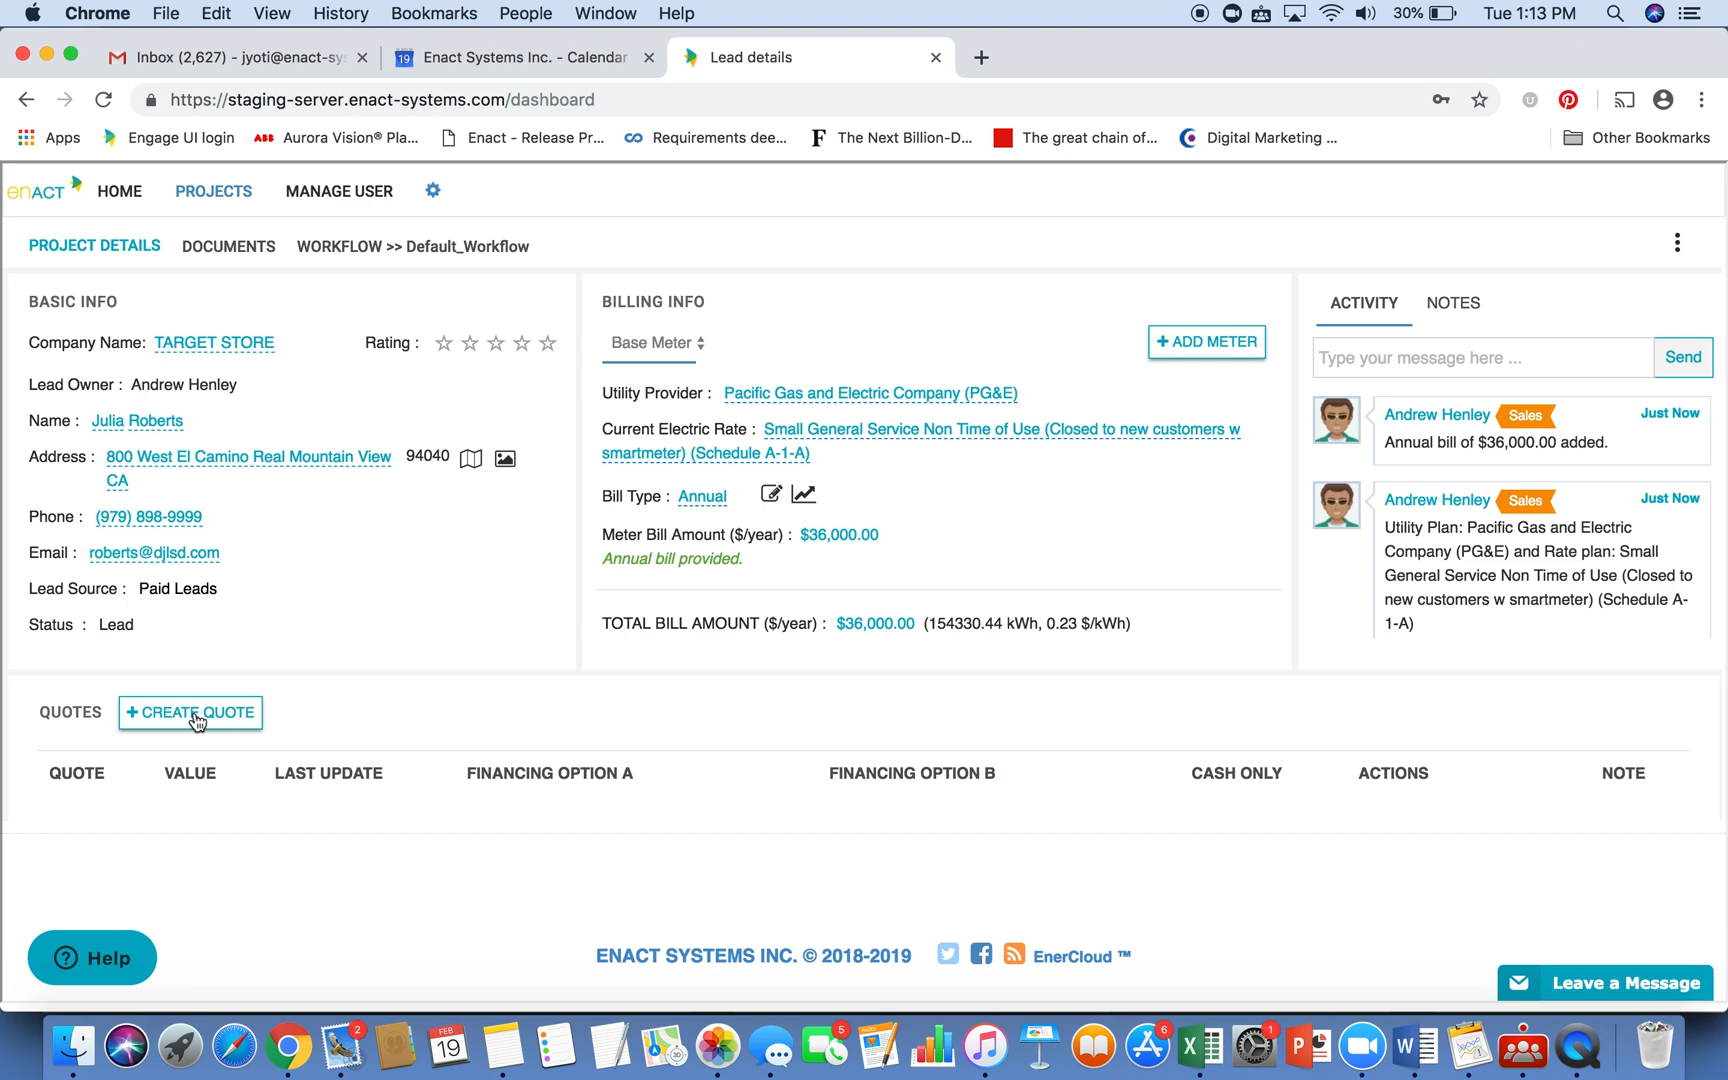 Chrome File Edit View History Bookmarks People Window Help 30% Tue 1:13 PM
Inbox (2,627) - jyoti@enact-sy
19 Enact Systems Inc. - Calendar
Lead details
https://staging-server.enact-systems.com/dashboard
Apps Engage UI login ABB Aurora Vision® Pla... Enact - Release Pr... Requirements dee... F The Next Billion-D... The great chain of... Digital Marketing ... Other Bookmarks
enACT HOME PROJECTS MANAGE USER
PROJECT DETAILS DOCUMENTS WORKFLOW >> Default_Workflow
BASIC INFO
Company Name: TARGET STORE Rating :
Lead Owner : Andrew Henley
Name : Julia Roberts
Address : 800 West El Camino Real Mountain View 94040
CA
Phone : (979) 898-9999
Email : roberts@djlsd.com
Lead Source : Paid Leads
Status : Lead
BILLING INFO
Base Meter + ADD METER
Utility Provider : Pacific Gas and Electric Company (PG&E)
Current Electric Rate : Small General Service Non Time of Use (Closed to new customers w
smartmeter) (Schedule A-1-A)
Bill Type : Annual
Meter Bill Amount ($/year) : $36,000.00
Annual bill provided.
TOTAL BILL AMOUNT ($/year) : $36,000.00 (154330.44 kWh, 0.23 $/kWh)
ACTIVITY NOTES
Type your message here ... Send
Andrew Henley Sales Just Now
Annual bill of $36,000.00 added.
Andrew Henley Sales Just Now
Utility Plan: Pacific Gas and Electric
Company (PG&E) and Rate plan: Small
General Service Non Time of Use (Closed to
new customers w smartmeter) (Schedule A-
1-A)
QUOTES + CREATE QUOTE
QUOTE VALUE LAST UPDATE FINANCING OPTION A FINANCING OPTION B CASH ONLY ACTIONS NOTE
? Help
ENACT SYSTEMS INC. © 2018-2019 EnerCloud ™
Leave a Message
2 FEB 19 3D 5 6 X 1 P W